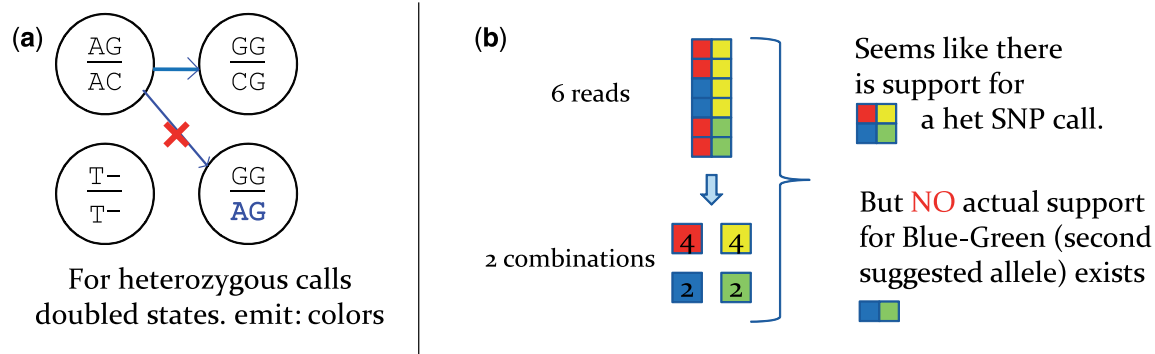 (a)
AG
AC
GG
CG
T-
T-
GG
AG
For heterozygous calls
doubled states. emit: colors
(b)
6 reads
2 combinations
4 4
2 2
Seems like there
is support for
a het SNP call.
But NO actual support
for Blue-Green (second
suggested allele) exists